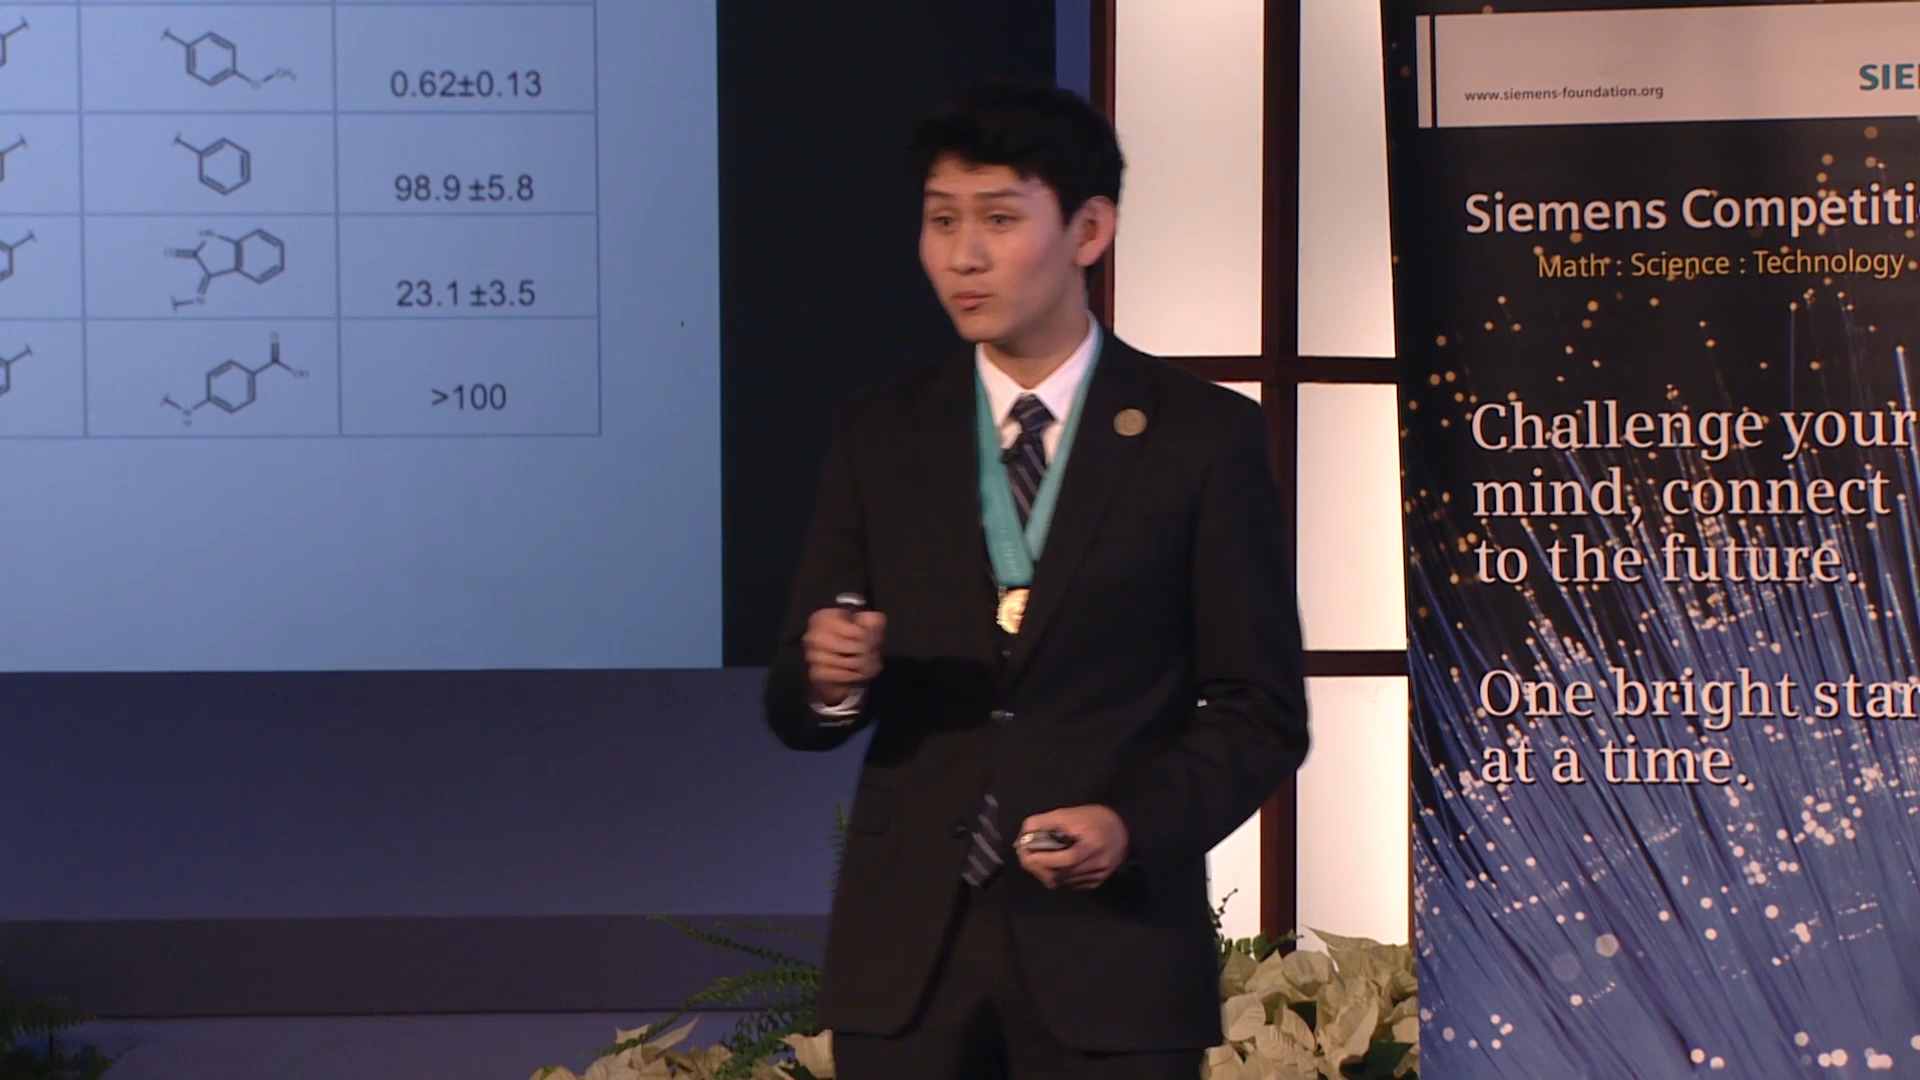 0.62±0.13
98.9 ±5.8
23.1 ±3.5
>100
www.siemens-foundation.org
SIE
Siemens Competiti
Math : Science : Technology
Challenge your
mind, connect
to the future.
One bright star
at a time.